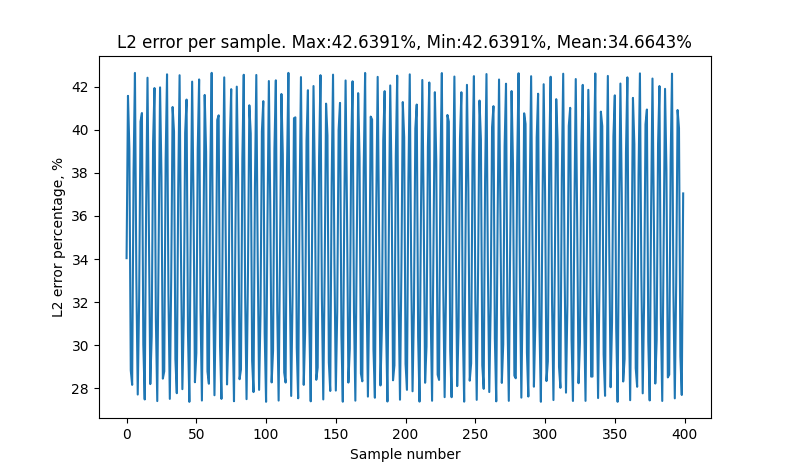 L2 error per sample. Max:42.6391%, Min:42.6391%, Mean:34.6643%
L2 error percentage, %
42
40
38
36
34
32
30
28
0 50 100 150 200 250 300 350 400
Sample number